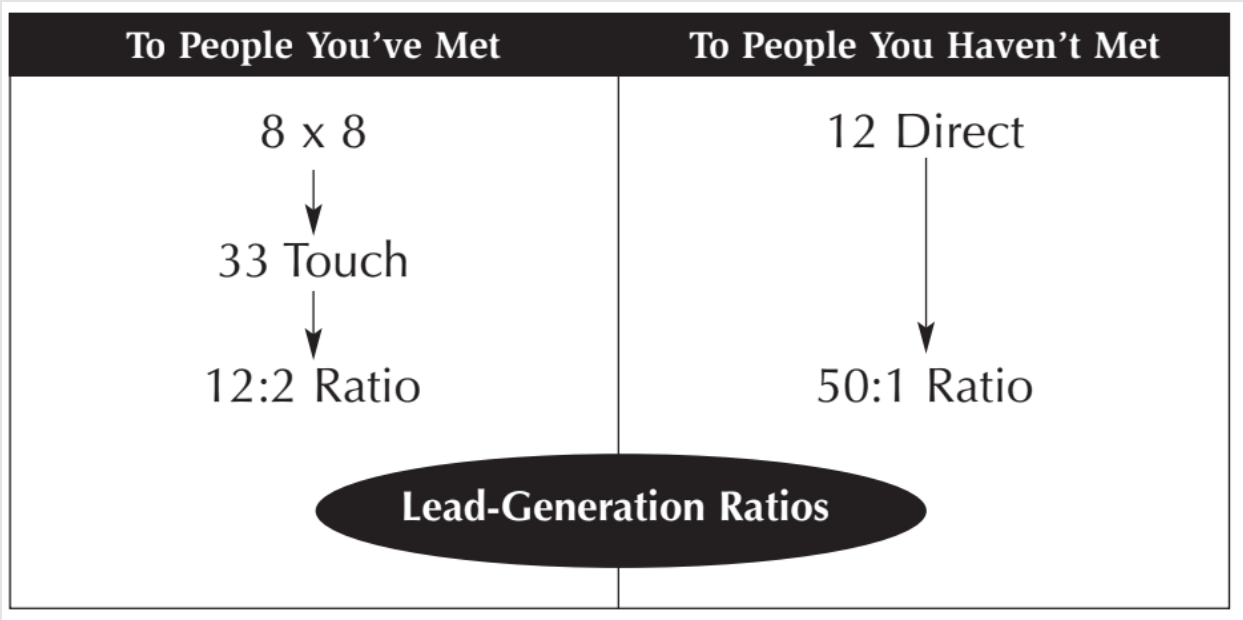 To People You’ve Met
To People You Haven’t Met
8 x 8
33 Touch
12:2 Ratio
12 Direct
50:1 Ratio
Lead-Generation Ratios